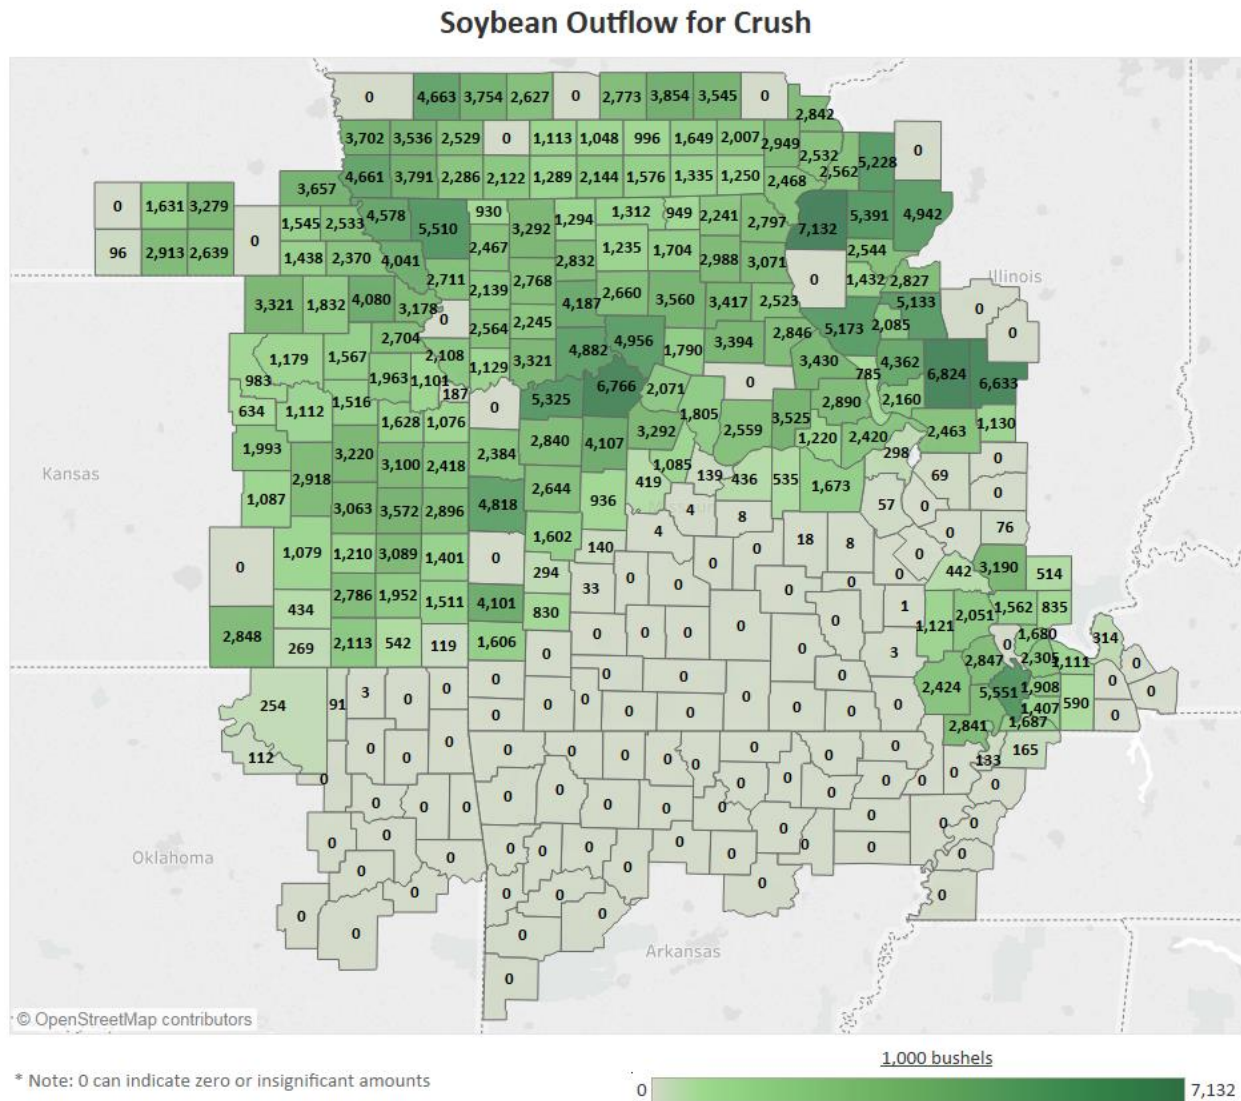 Soybean Outflow for Crush
0 4,663 3,754 2,627 0 2,773 3,854 3,545 0
2,842
3,702 3,536 2,529 0 1,113 1,048 996 1,649 2,007 2,949
2,532 2,562 5,228 0
4,661 3,791 2,286 2,122 1,289 2,144 1,576 1,335 1,250 2,468
3,657
0 1,631 3,279 1,545 2,533 4,578 5,510 930 3,292 1,294 1,312 949 2,241 2,797 7,132 5,391 4,942
0
96 2,913 2,639 1,438 2,370 4,041 2,467 2,832 1,235 1,704 2,988 3,071 2,544
2,711 2,139 2,768 0 1,432 2,827
Illinois
3,321 1,832 4,080 3,178 4,187 2,660 3,560 3,417 2,523 5,133 0
0 2,564 2,245 5,173 2,085 0
2,704 4,882 4,956 1,790 3,394 2,846
1,179 1,567 2,108 1,129 3,321 3,430 4,362 6,824 6,633
983 1,963 1,101 187 6,766 2,071 0 785
634 1,112 1,516 0 5,325 2,890 2,160
1,628 1,076 1,805 2,559 3,525 2,463 1,130
1,993 3,220 3,100 2,418 2,384 2,840 4,107 3,292 1,220 2,420 298 0
Kansas
2,918 1,085 139 436 535 1,673 69
1,087 3,063 3,572 2,896 4,818 2,644 936 419 57 0 0
4 8
1,602 4 0 76
0 1,079 1,210 3,089 1,401 0 140 0 0 18 8 0
294 33 0 0 0 0 442 3,190 514
434 2,786 1,952 1,511 4,101 830 1 1,121 2,051 1,562 835
2,848 269 2,113 542 119 1,606 0 0 0 0 0 0 0 1,680 314
0 3 2,847 2,305 1,111 0
254 91 3 0 0 0 0 0 0 0 2,424 5,551 1,908 0 0
0 0 0 0 0 1,407 590 0
2,841 1,687
112 0 0 0 0 0 0 0 0 0 0 133 165
0 0 0 0 0 0 0
0 0 0 0 0 0 0 0 0 0 0 0
0 0 0 0 0 0 0 0 0 0 0
Oklahoma
0 0 0 0 0 0
0 0 0 0 0
0 0 0
0 0
Arkansas
0
© OpenStreetMap contributors
* Note: 0 can indicate zero or insignificant amounts
1,000 bushels
0 7,132